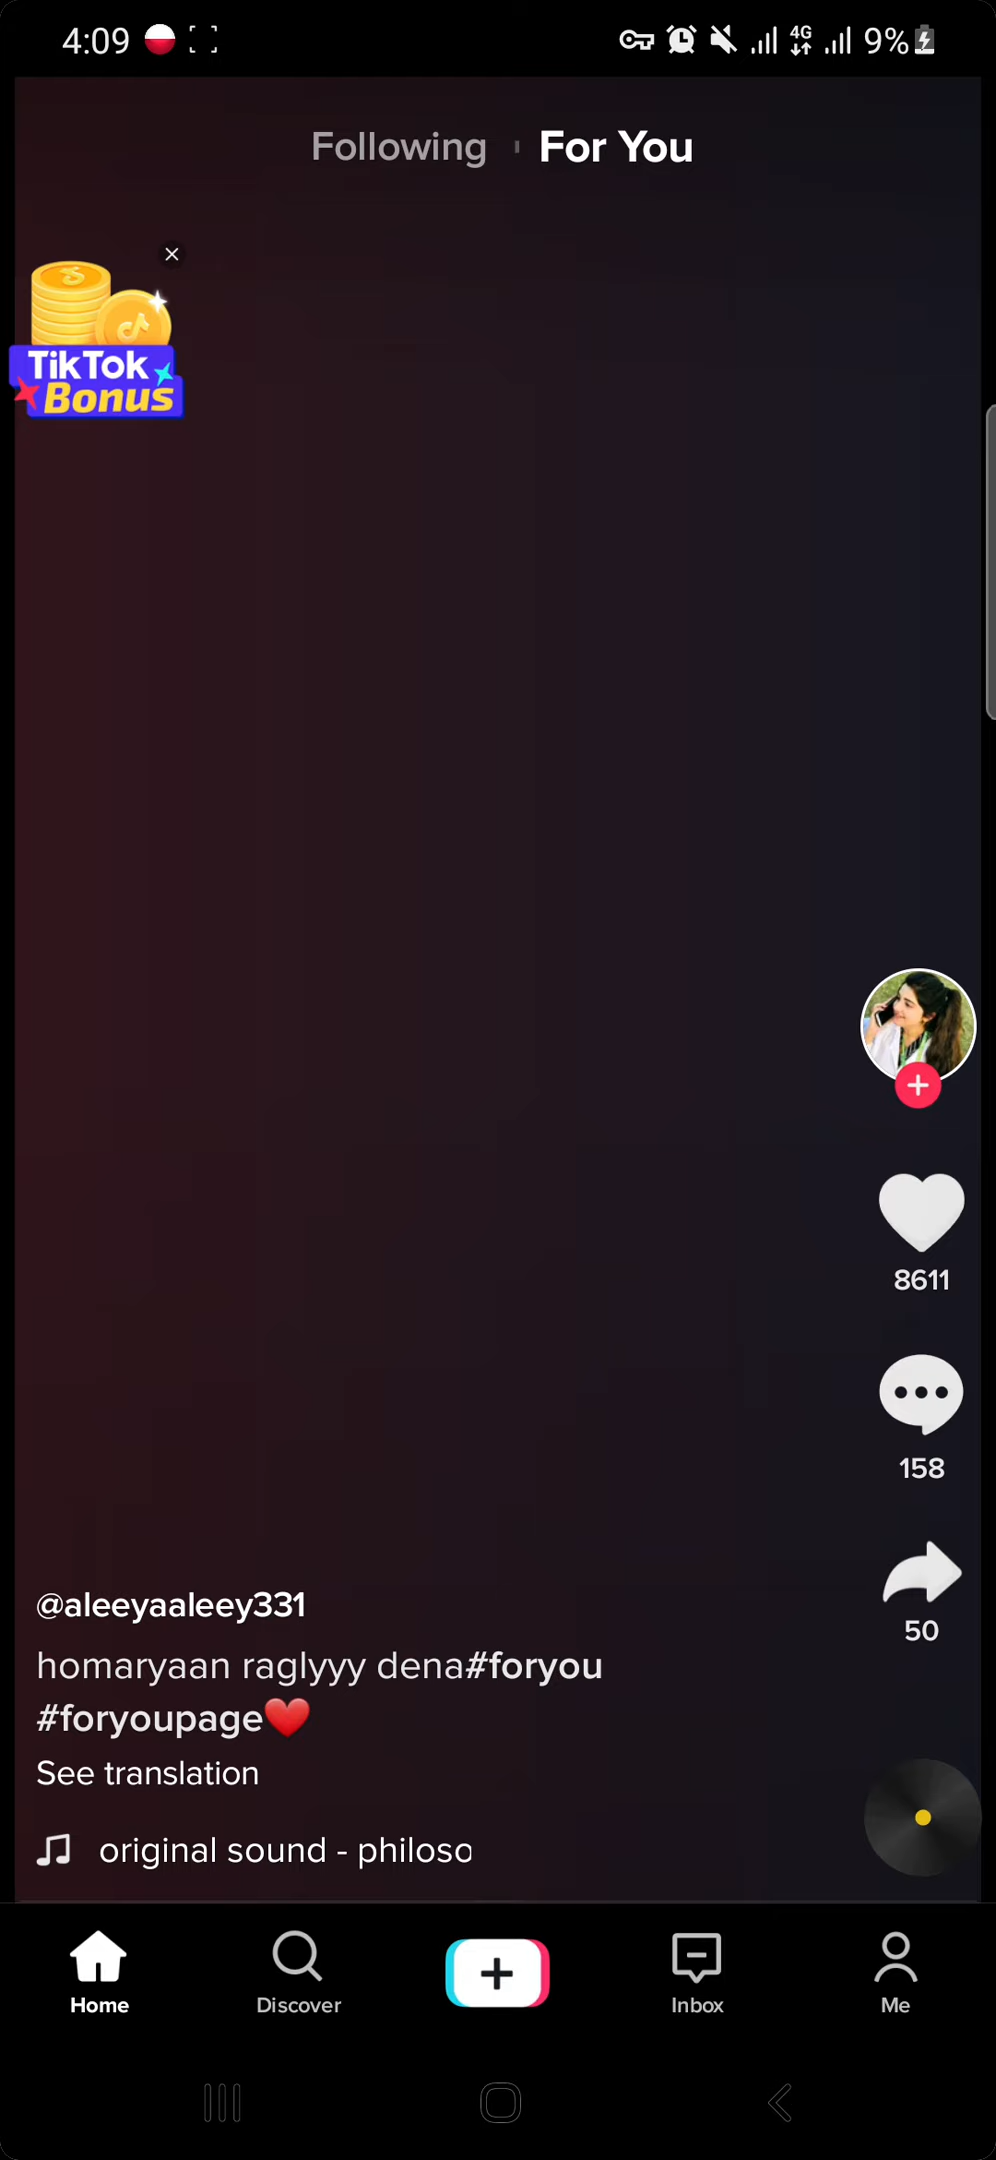 4:09
4G
9%
Following
For You
TikTok
Bonus
8611
158
50
@aleeyaaleey331
homaryaan raglyyy dena#foryou
#foryoupage❤️
See translation
original sound - philoso
Home
Discover
Inbox
Me